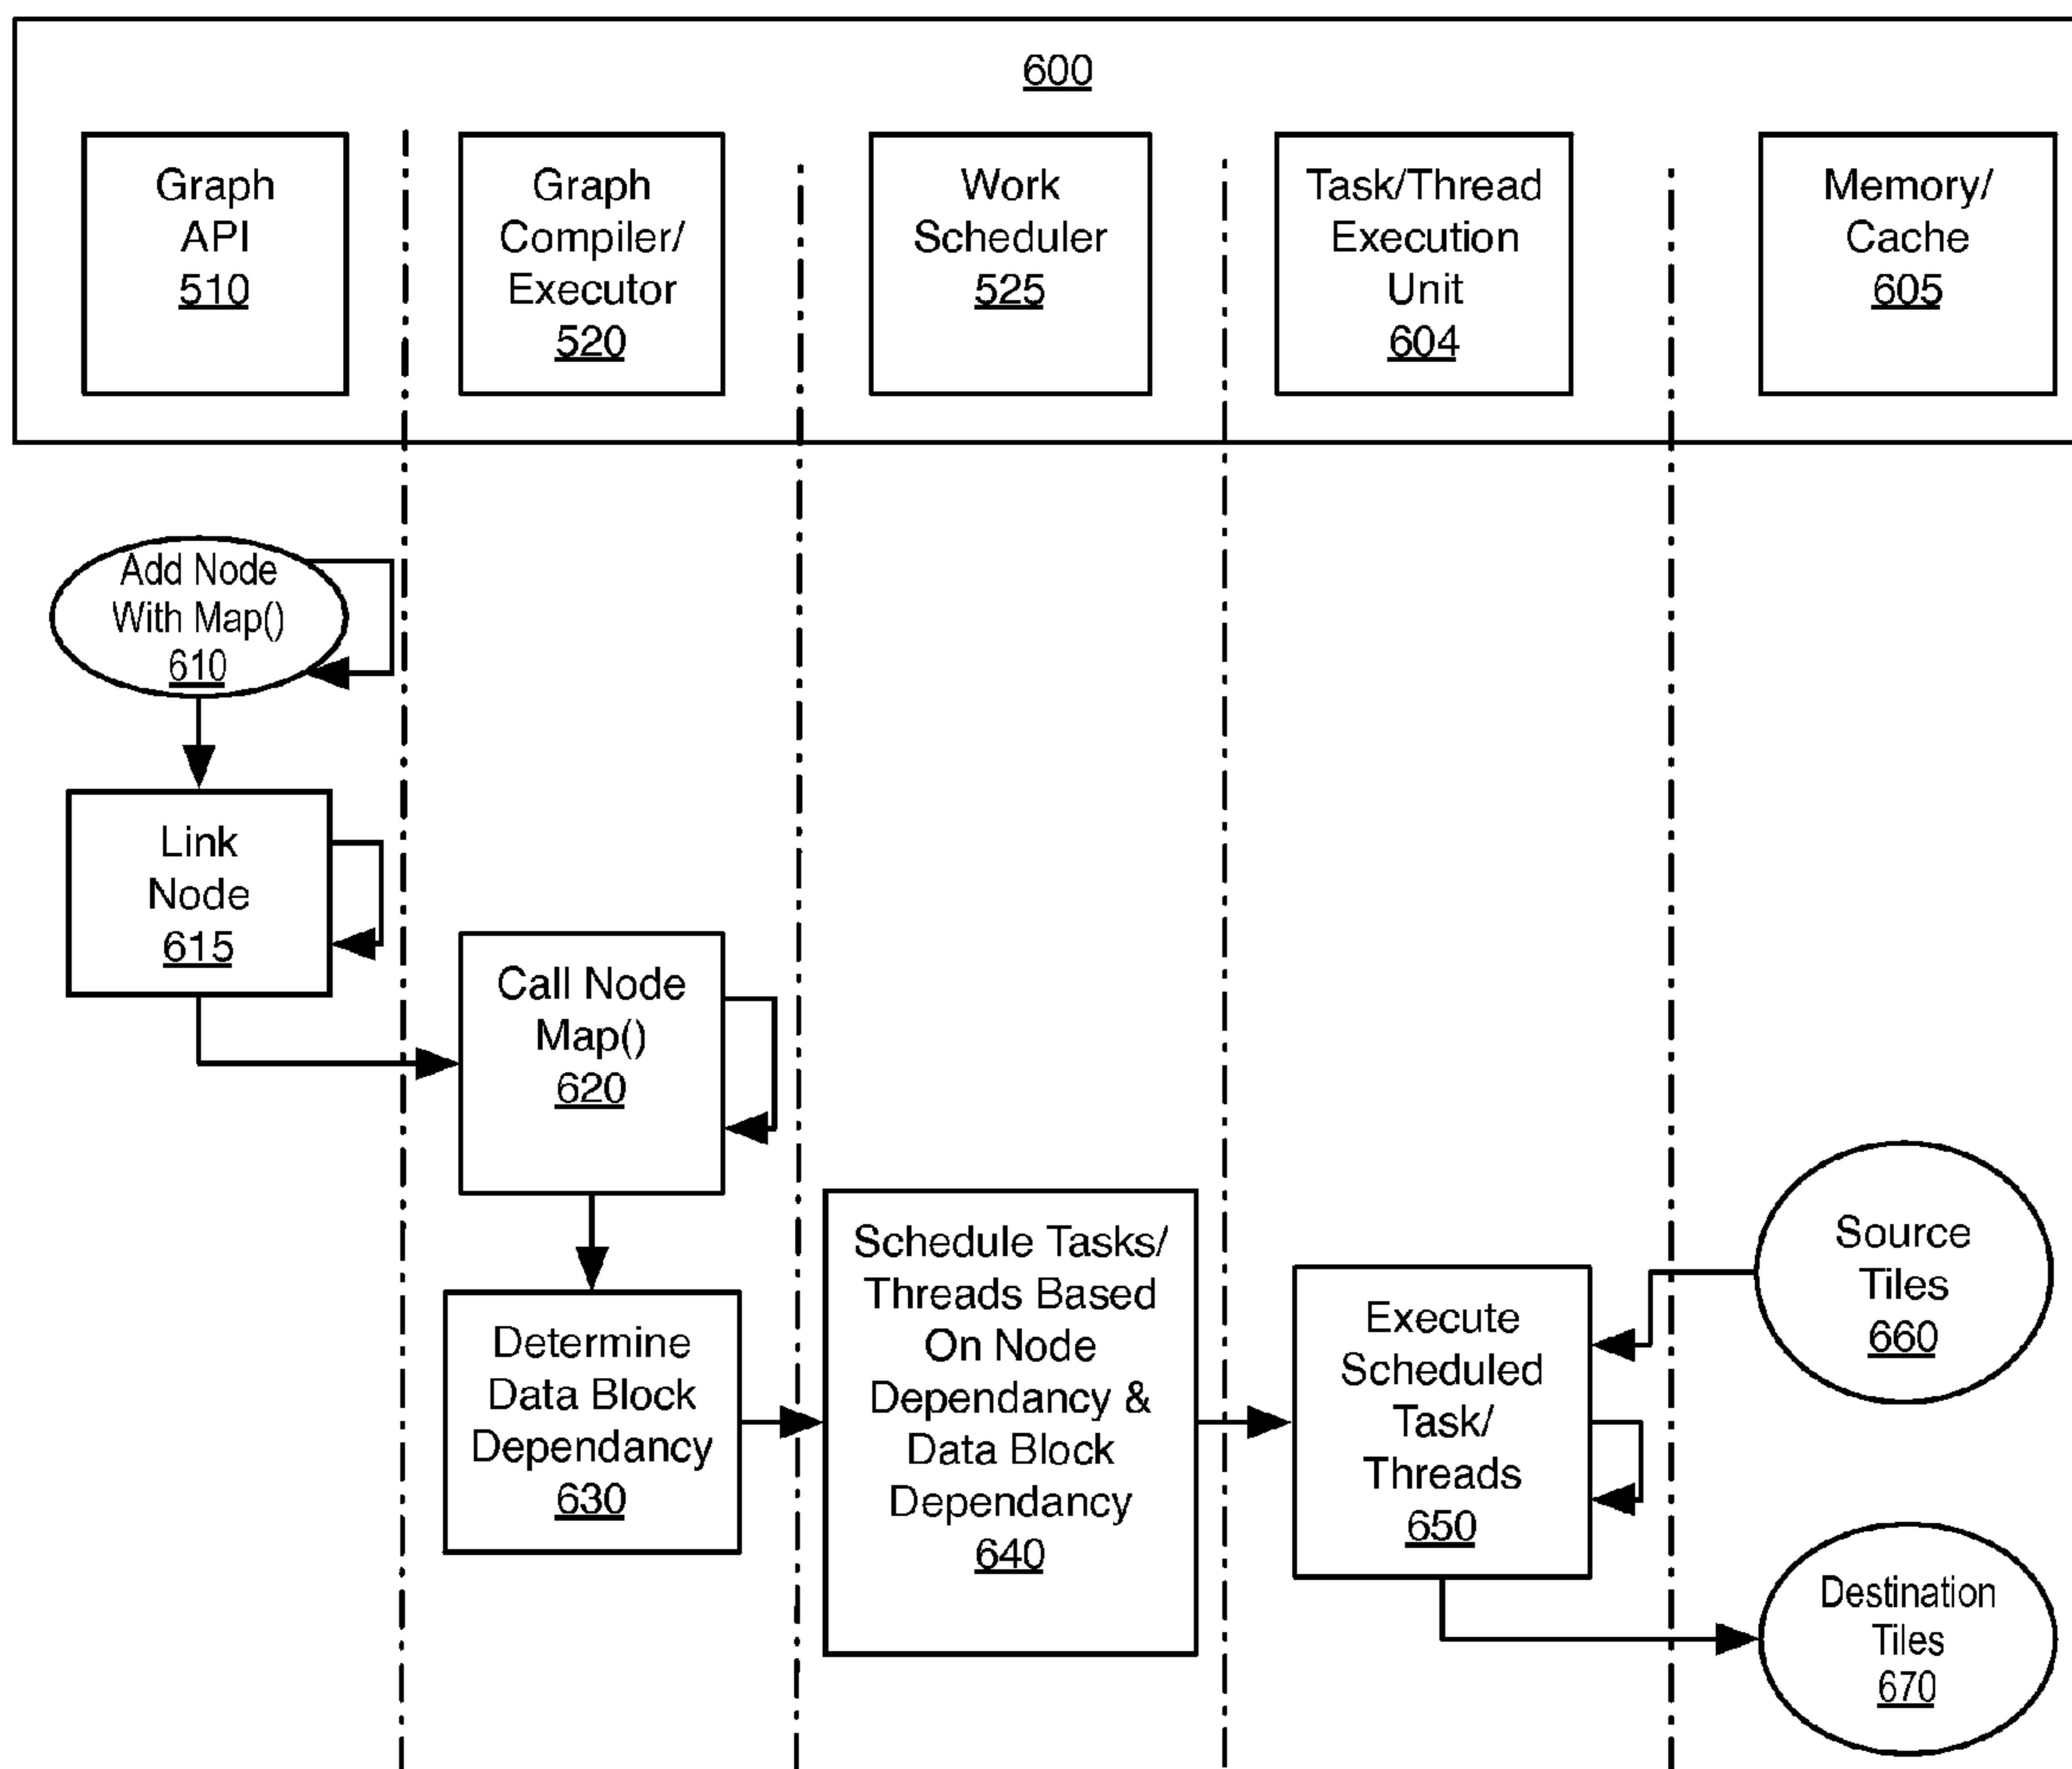 600
Graph
API
510
Graph
Compiler/
Executor
520
Work
Scheduler
525
Task/Thread
Execution
Unit
604
Memory/
Cache
605
Add Node
With Map()
610
Link
Node
615
Call Node
Map()
620
Determine
Data Block
Dependancy
630
Schedule Tasks/
Threads Based
On Node
Dependancy &
Data Block
Dependancy
640
Execute
Scheduled
Task/
Threads
650
Source
Tiles
660
Destination
Tiles
670